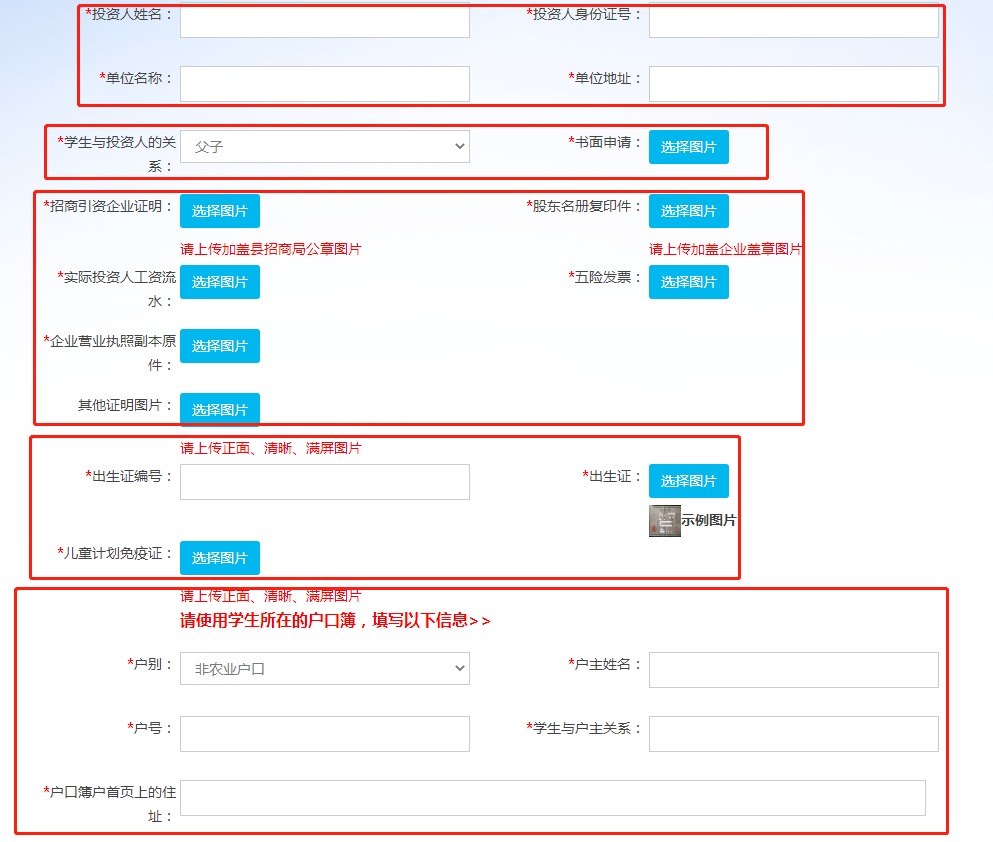 *投资人姓名： *投资人身份证号：
*单位名称： *单位地址：
*学生与投资人的关系： 父子 *书面申请： 选择图片
*招商引资企业证明： 选择图片 *股东名册复印件： 选择图片
请上传加盖县招商局公章图片 请上传加盖企业盖章图片
*实际投资人工资流水： 选择图片 *五险发票： 选择图片
*企业营业执照副本原件： 选择图片
其他证明图片： 选择图片
请上传正面、清晰、满屏图片
*出生证编号： *出生证： 选择图片
示例图片
*儿童计划免疫证： 选择图片
请上传正面、清晰、满屏图片
请使用学生所在的户口簿，填写以下信息>>
*户别： 非农业户口 *户主姓名：
*户号： *学生与户主关系：
*户口簿户首页上的住址：